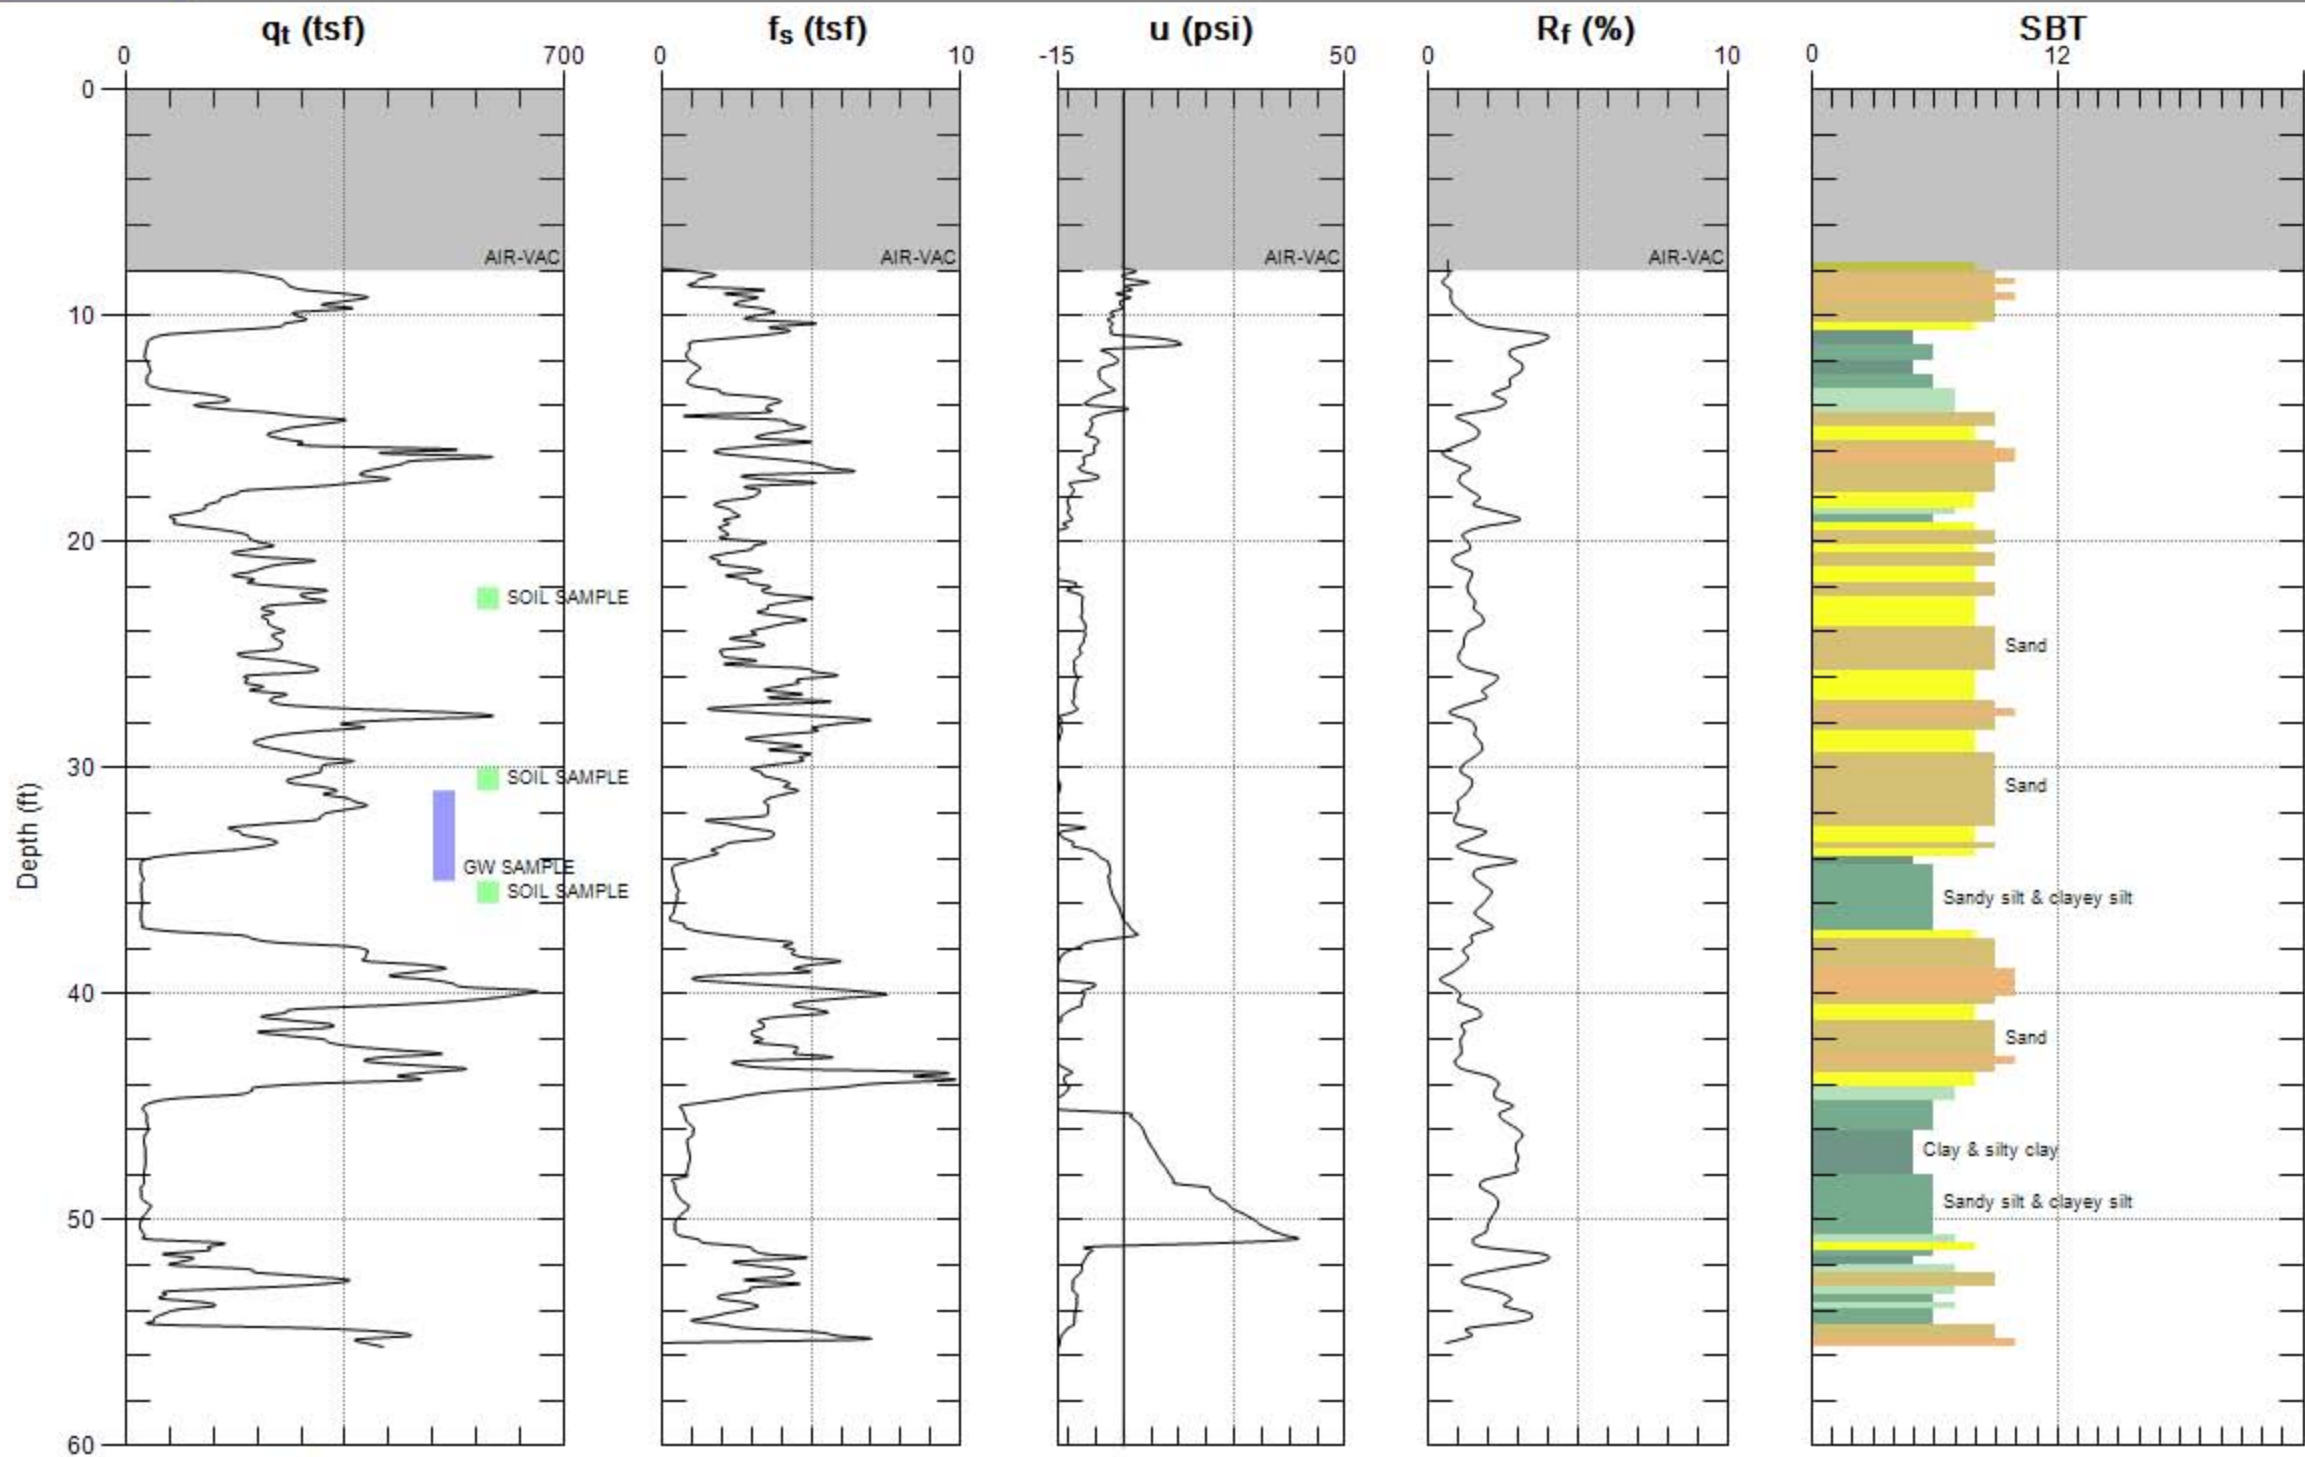 qt (tsf)
fs (tsf)
u (psi)
Rf (%)
SBT
0
700
0
10
-15
50
0
10
0
12
0
AIR-VAC
AIR-VAC
AIR-VAC
AIR-VAC
10
20
SOIL SAMPLE
Sand
30
SOIL SAMPLE
Sand
Depth (ft)
GW SAMPLE
SOIL SAMPLE
Sandy silt & clayey silt
40
Sand
Clay & silty clay
Sandy silt & clayey silt
50
60